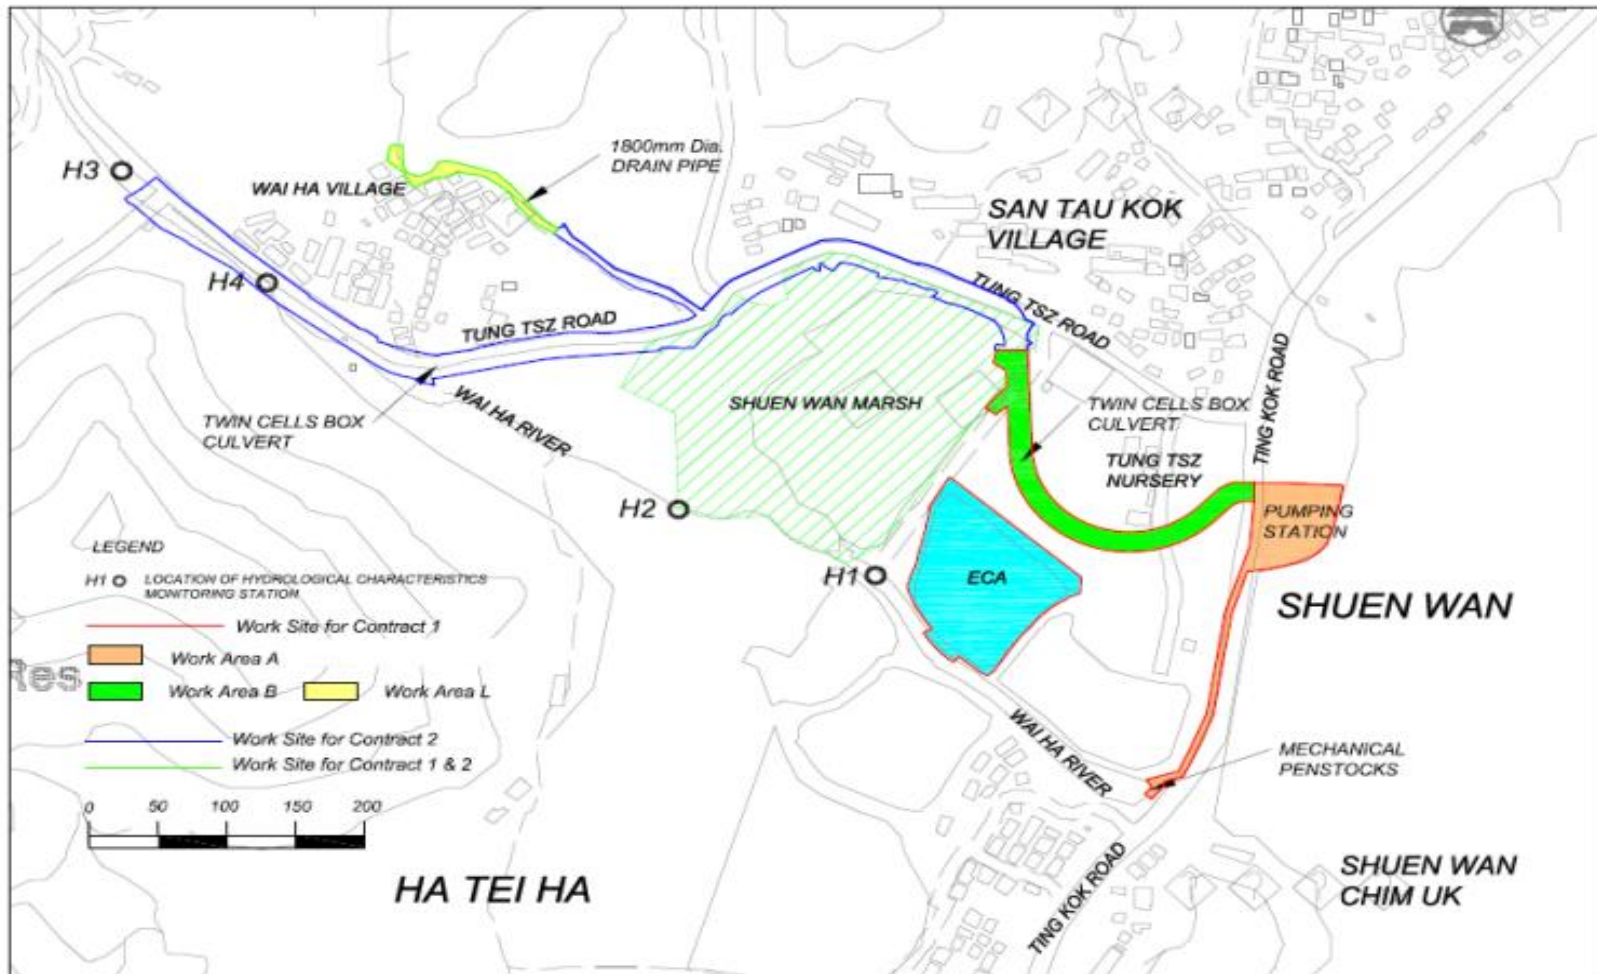 1800mm Dia.
DRAIN PIPE
H3
WAI HA VILLAGE
SAN TAU KOK
VILLAGE
H4
TUNG TSZ ROAD
TUNG TSZ ROAD
TING KOK ROAD
WAI HA RIVER
SHUEN WAN MARSH
TWIN CELLS BOX
CULVERT
TWIN CELLS BOX
CULVERT
TUNG TSZ
NURSERY
H2
PUMPING
STATION
H1
ECA
SHUEN WAN
LEGEND
H1 LOCATION OF HYDROLOGICAL CHARACTERISTICS
MONITORING STATION
Work Site for Contract 1
Work Area A
Res
Work Area B
Work Area L
Work Site for Contract 2
Work Site for Contract 1 & 2
0 50 100 150 200
WAI HA RIVER
MECHANICAL
PENSTOCKS
HA TEI HA
TING KOK ROAD
SHUEN WAN
CHIM UK